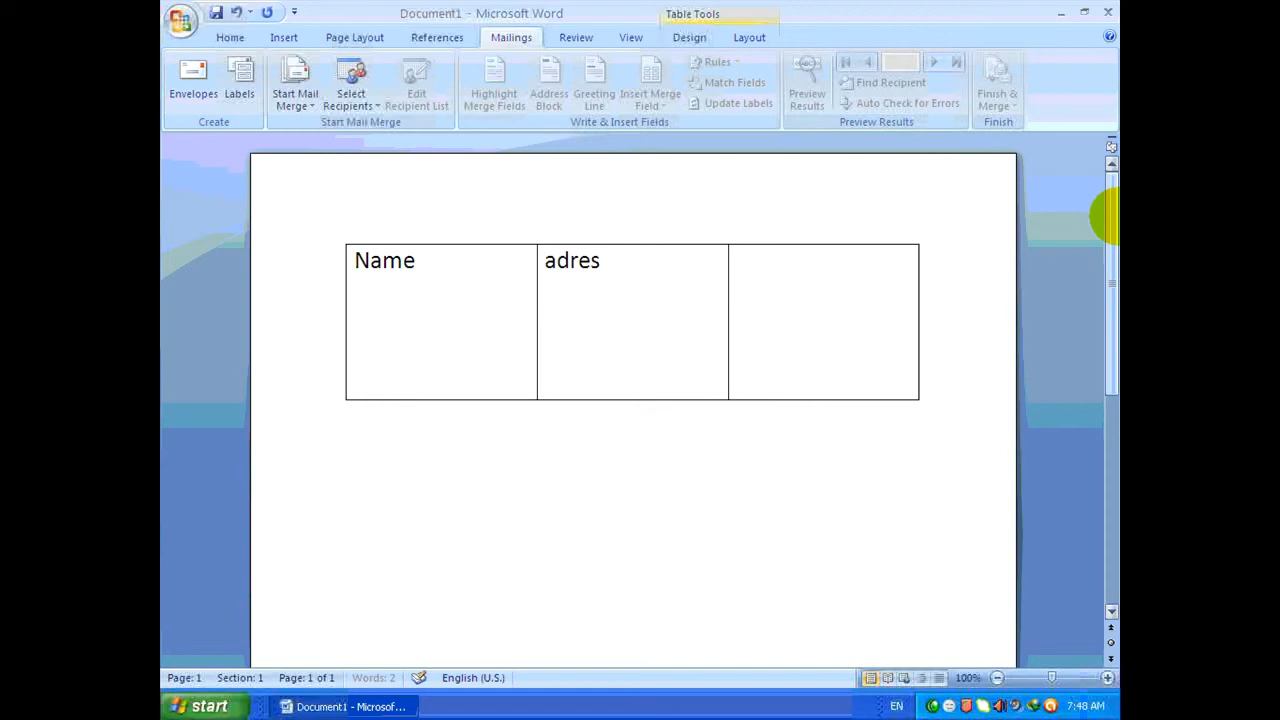 Document1 - Microsoft Word
Table Tools
Home Insert Page Layout References Mailings Review View Design Layout
Envelopes
Labels
Start Mail
Merge
Select
Recipients
Edit
Recipient List
Highlight
Merge Fields
Address
Block
Greeting
Line
Insert Merge
Field
Rules
Match Fields
Update Labels
Preview
Results
Find Recipient
Auto Check for Errors
Finish &
Merge
Create Start Mail Merge Write & Insert Fields Preview Results Finish
Name adres
Page: 1 Section: 1 Page: 1 of 1 Words: 2 English (U.S.) 100%
start Document1 - Microsof... EN 7:48 AM